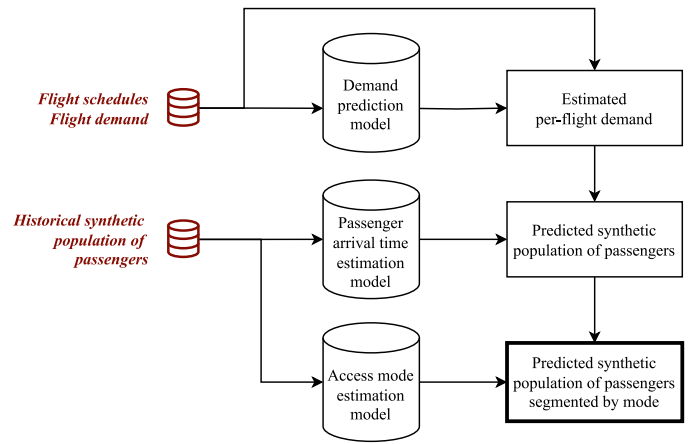 Flight schedules
Flight demand
Demand
prediction
model
Estimated
per-flight demand
Historical synthetic
population of
passengers
Passenger
arrival time
estimation
model
Predicted synthetic
population of passengers
Access mode
estimation
model
Predicted synthetic
population of passengers
segmented by mode